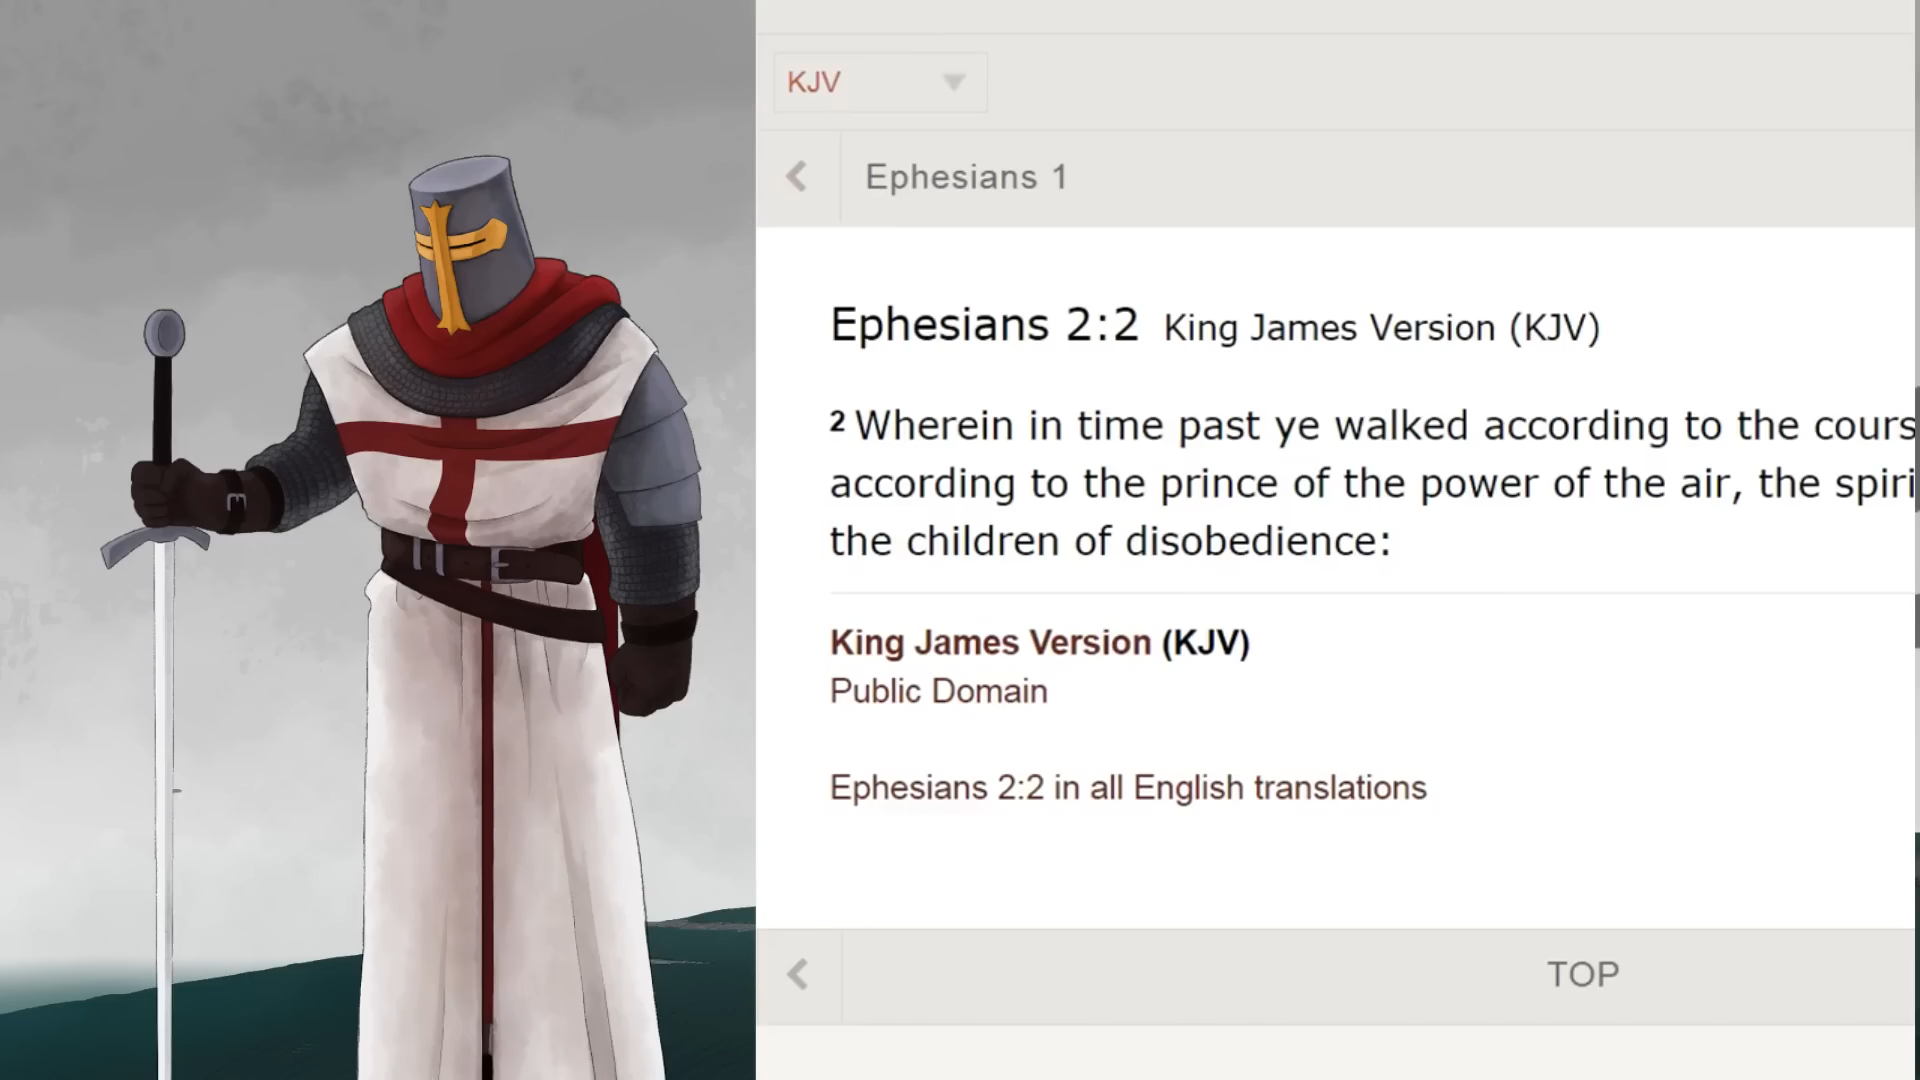 KJV
Ephesians 1
Ephesians 2:2 King James Version (KJV)
2 Wherein in time past ye walked according to the cours
according to the prince of the power of the air, the spiri
the children of disobedience:
King James Version (KJV)
Public Domain
Ephesians 2:2 in all English translations
TOP